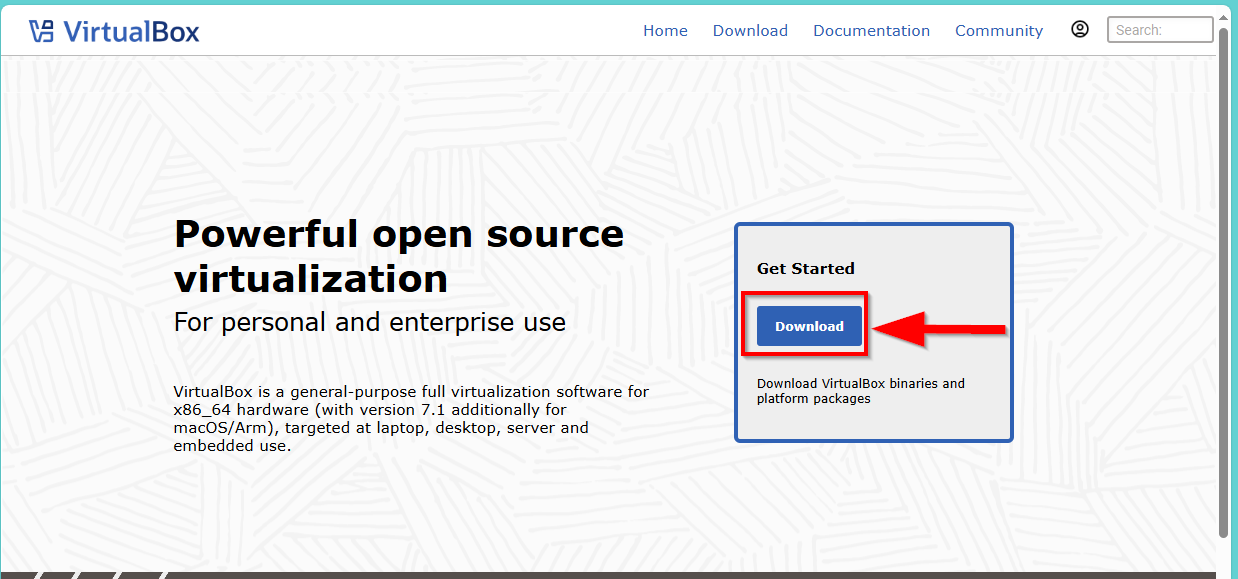 VirtualBox
Home
Download
Documentation
Community
Search:
Powerful open source
virtualization
For personal and enterprise use
VirtualBox is a general-purpose full virtualization software for
x86_64 hardware (with version 7.1 additionally for
macOS/Arm), targeted at laptop, desktop, server and
embedded use.
Get Started
Download
Download VirtualBox binaries and
platform packages